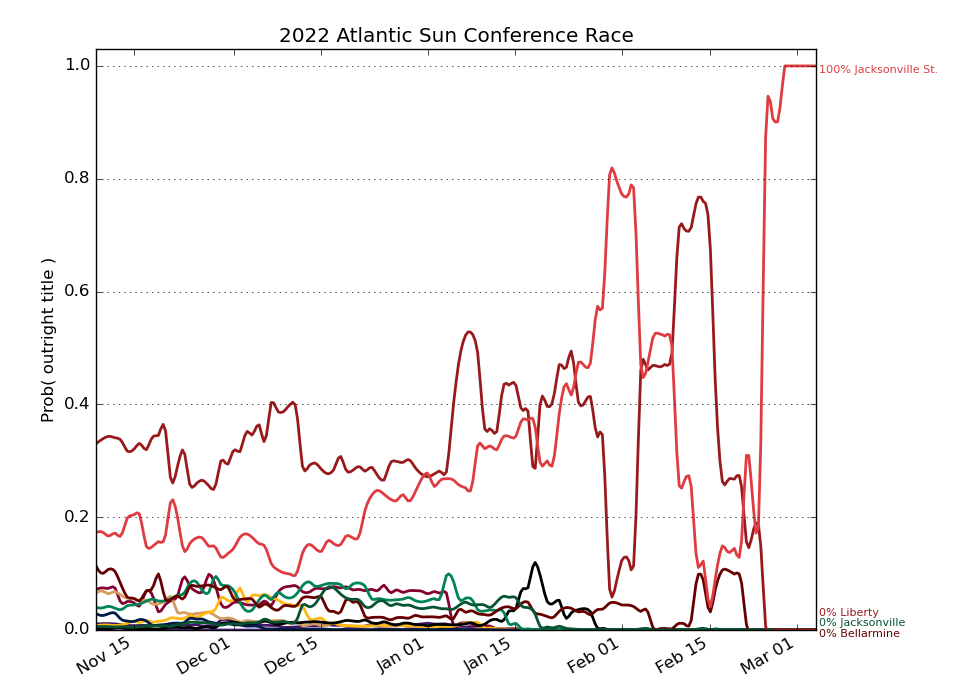 2022 Atlantic Sun Conference Race
1.0
100% Jacksonville St.
0.8
0.6
Prob( outright title )
0.4
0.2
0% Liberty
0% Jacksonville
0.0
0% Bellarmine
Nov 15
Dec 01
Dec 15
Jan 01
Jan 15
Feb 01
Feb 15
Mar 01